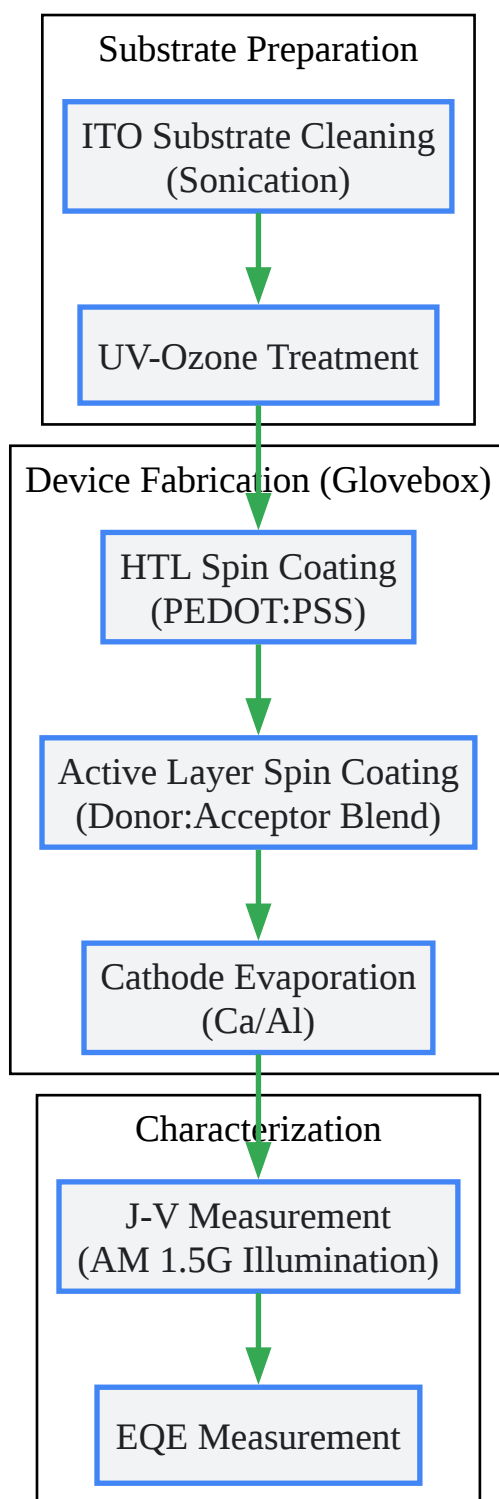 Substrate Preparation
ITO Substrate Cleaning
(Sonication)
UV-Ozone Treatment
Device Fabrication (Glovebox)
HTL Spin Coating
(PEDOT:PSS)
Active Layer Spin Coating
(Donor:Acceptor Blend)
Cathode Evaporation
(Ca/Al)
Characterization
J-V Measurement
(AM 1.5G Illumination)
EQE Measurement